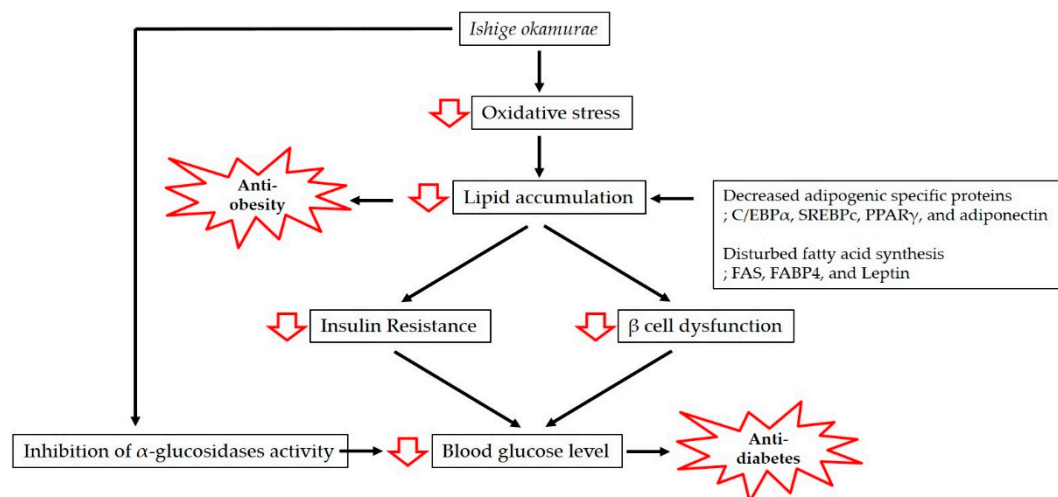 Ishige okamurae
Oxidative stress
Anti-
obesity
Lipid accumulation
Decreased adipogenic specific proteins
; C/EBPα, SREBPc, PPARγ, and adiponectin
Disturbed fatty acid synthesis
; FAS, FABP4, and Leptin
Insulin Resistance
β cell dysfunction
Inhibition of α-glucosidases activity
Blood glucose level
Anti-
diabetes